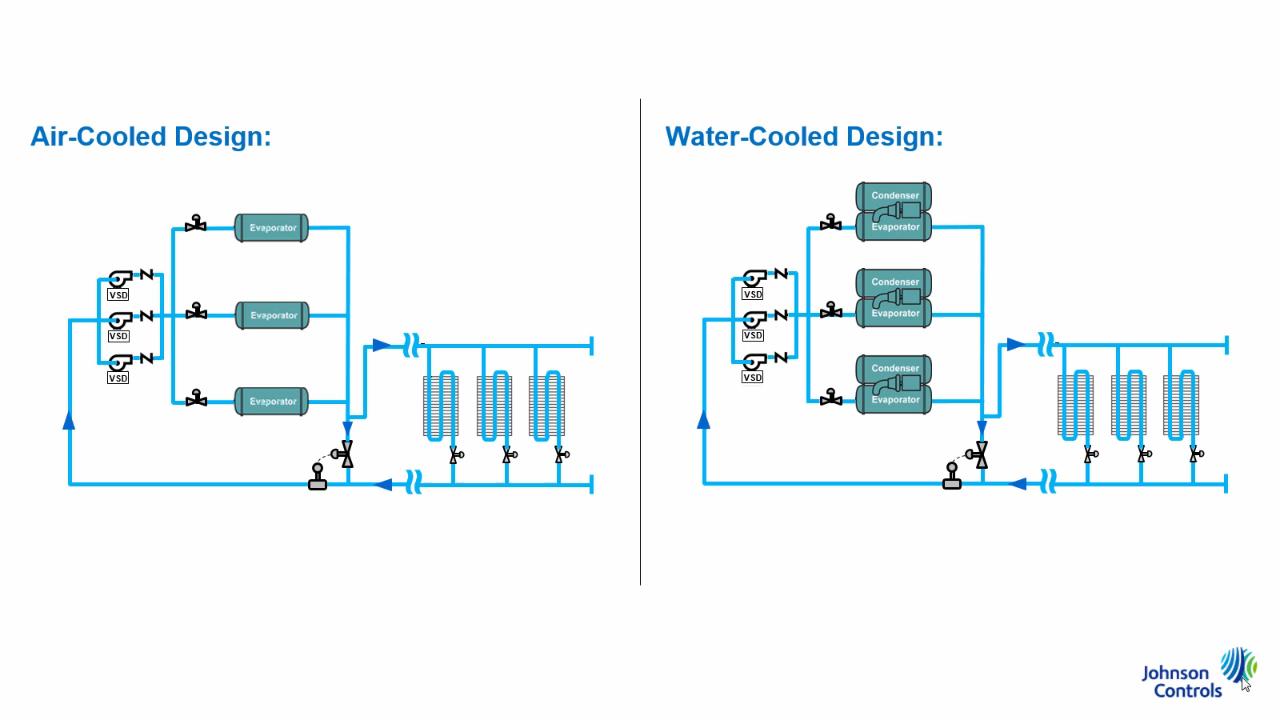 Air-Cooled Design:
Evaporator
VSD
Evaporator
VSD
VSD
Evaporator
Water-Cooled Design:
Condenser
Evaporator
VSD
Condenser
Evaporator
VSD
Condenser
VSD
Evaporator
Johnson
Controls